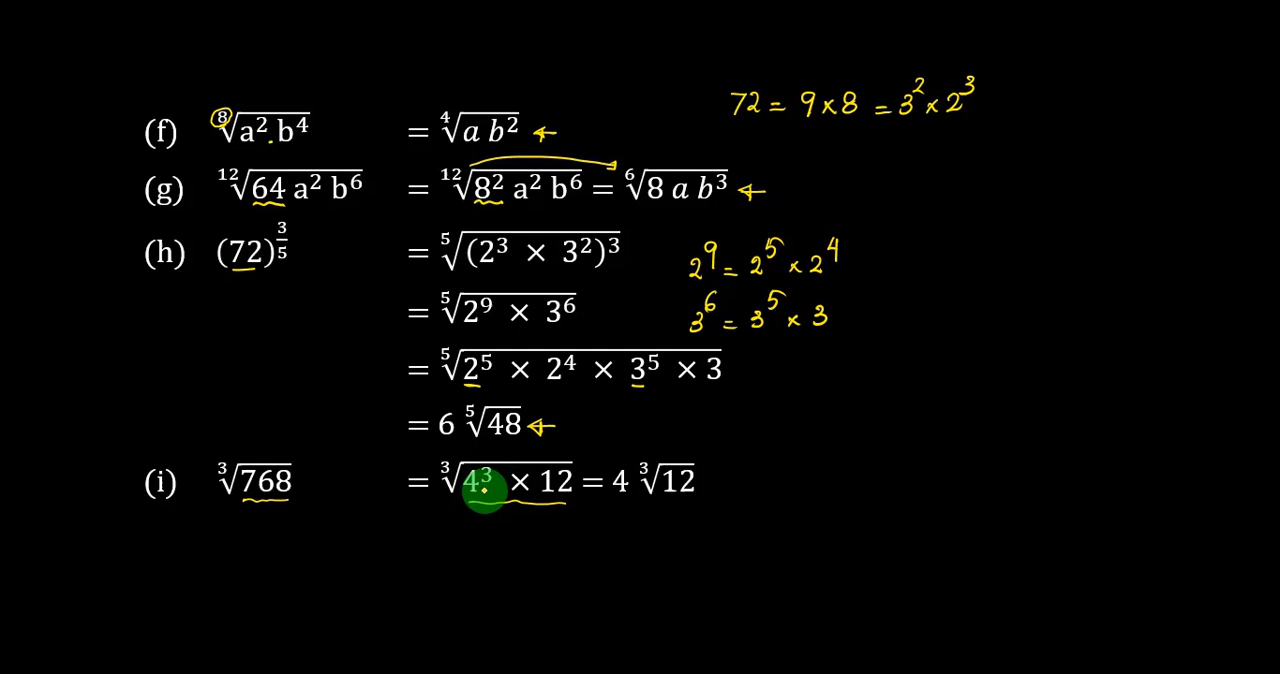 72 = 9 × 8 = 3² × 2³
(f) ⁸√(a².b⁴) = ⁴√(a b²) ←
(g) ¹²√(64 a² b⁶) = ¹²√(8² a² b⁶) = ⁶√(8 a b³) ←
(h) (72)^(3/5) = ⁵√((2³ × 3²)³)
2⁹ = 2⁵ × 2⁴
= ⁵√(2⁹ × 3⁶)
3⁶ = 3⁵ × 3
= ⁵√(2⁵ × 2⁴ × 3⁵ × 3)
= 6 ⁵√48 ←
(i) ³√768 = ³√(4³ × 12) = 4 ³√12